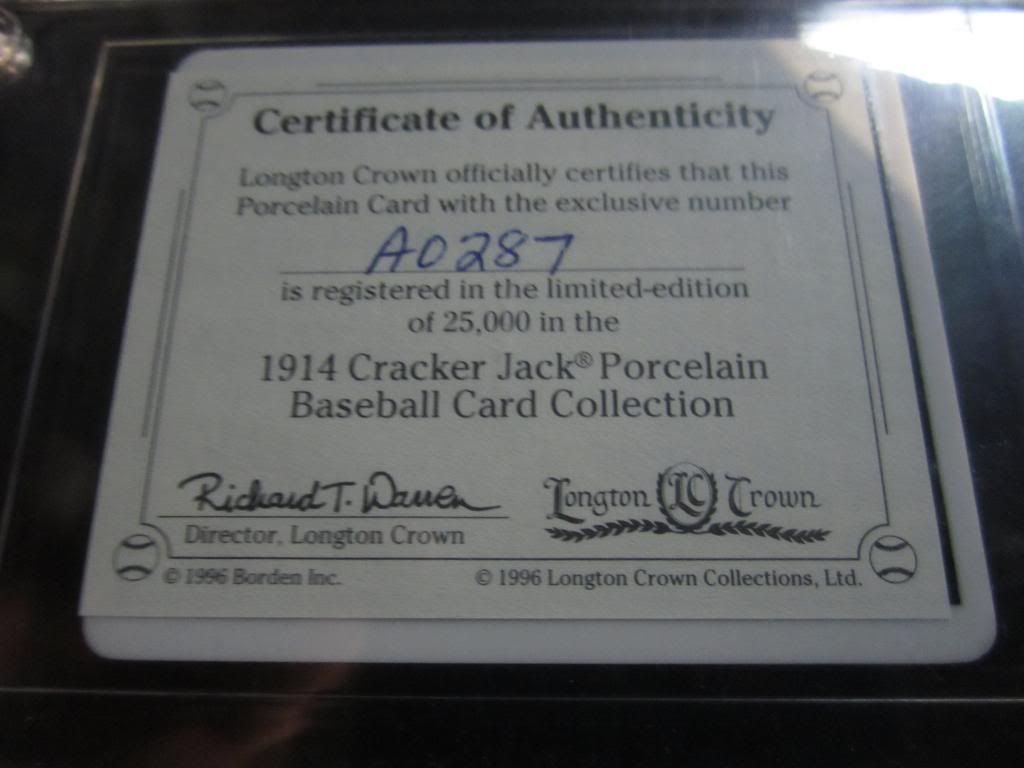 Certificate of Authenticity
Longton Crown officially certifies that this
Porcelain Card with the exclusive number
A0287
is registered in the limited-edition
of 25,000 in the
1914 Cracker Jack® Porcelain
Baseball Card Collection
Richard T. Warren
Longton LC Crown
Director, Longton Crown
© 1996 Borden Inc.
© 1996 Longton Crown Collections, Ltd.